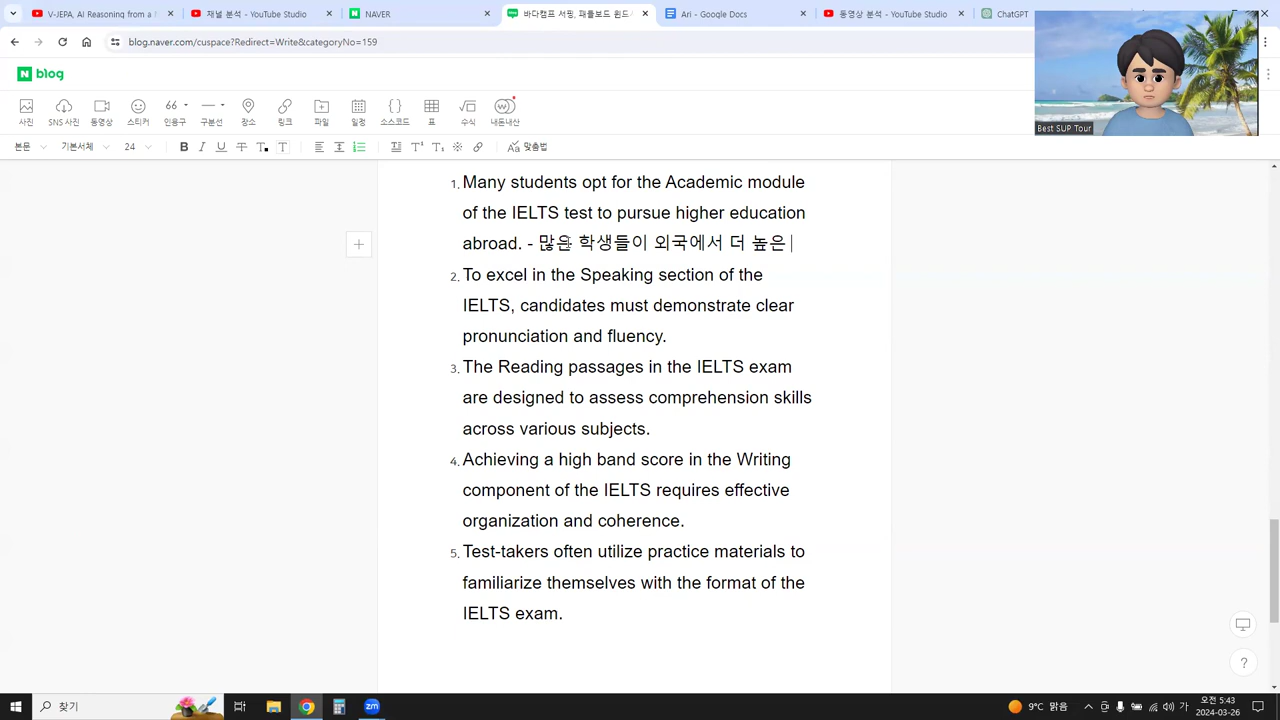 V-JEPA, AI Reasoning from a N
채널 분석 - YouTube Studio
NAVER
바다캠프 서핑, 패들보드 윈드
Ari - Google Docs
동영상 분석 - YouTube Studio
ChatGPT
blog.naver.com/cuspace?Redirect=Write&categoryNo=159
N blog
사진 SNS 사진 동영상 스티커 인용구 구분선 장소 링크 파일 일정 소스코드 표 수식 내돈내산
본문 기본서체 24 B I U T T T T¹ T₁ 맞춤법
Best SUP Tour
1. Many students opt for the Academic module
of the IELTS test to pursue higher education
abroad. - 많은 학생들이 외국에서 더 높은
2. To excel in the Speaking section of the
IELTS, candidates must demonstrate clear
pronunciation and fluency.
3. The Reading passages in the IELTS exam
are designed to assess comprehension skills
across various subjects.
4. Achieving a high band score in the Writing
component of the IELTS requires effective
organization and coherence.
5. Test-takers often utilize practice materials to
familiarize themselves with the format of the
IELTS exam.
찾기
zm
9°C 맑음
가
오전 5:43
2024-03-26